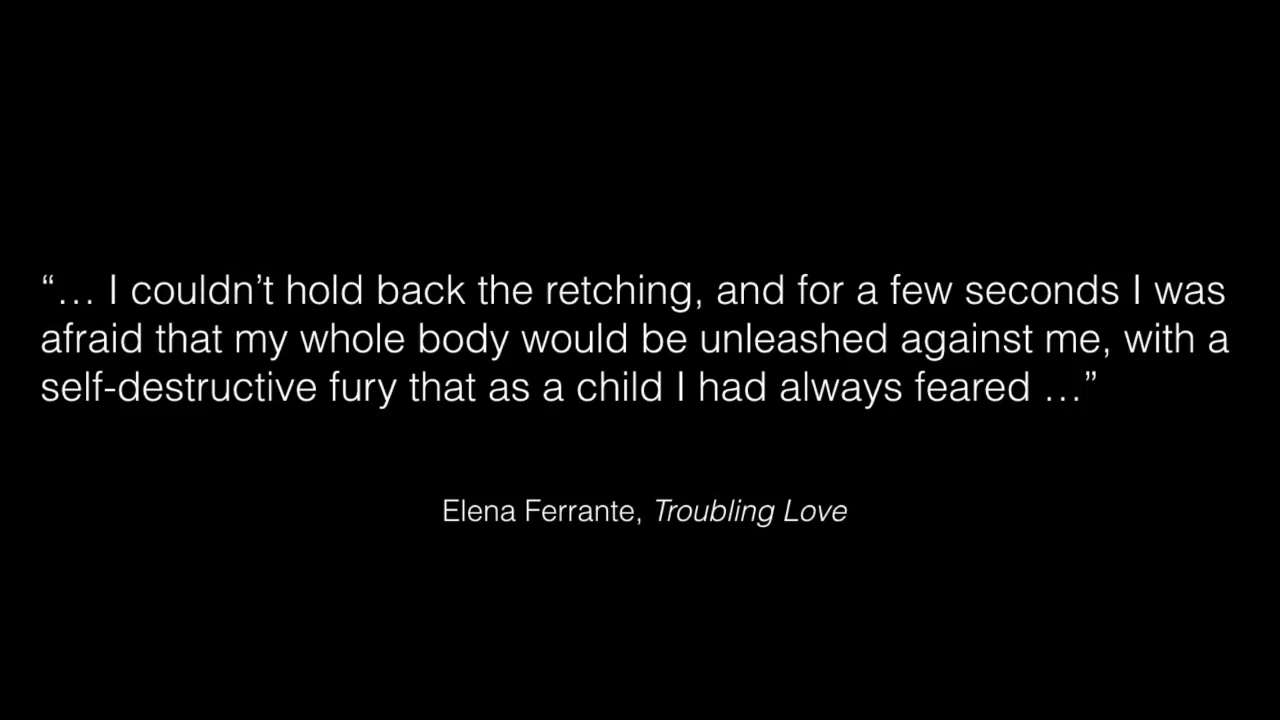 “… I couldn’t hold back the retching, and for a few seconds I was
afraid that my whole body would be unleashed against me, with a
self-destructive fury that as a child I had always feared …”
Elena Ferrante, Troubling Love